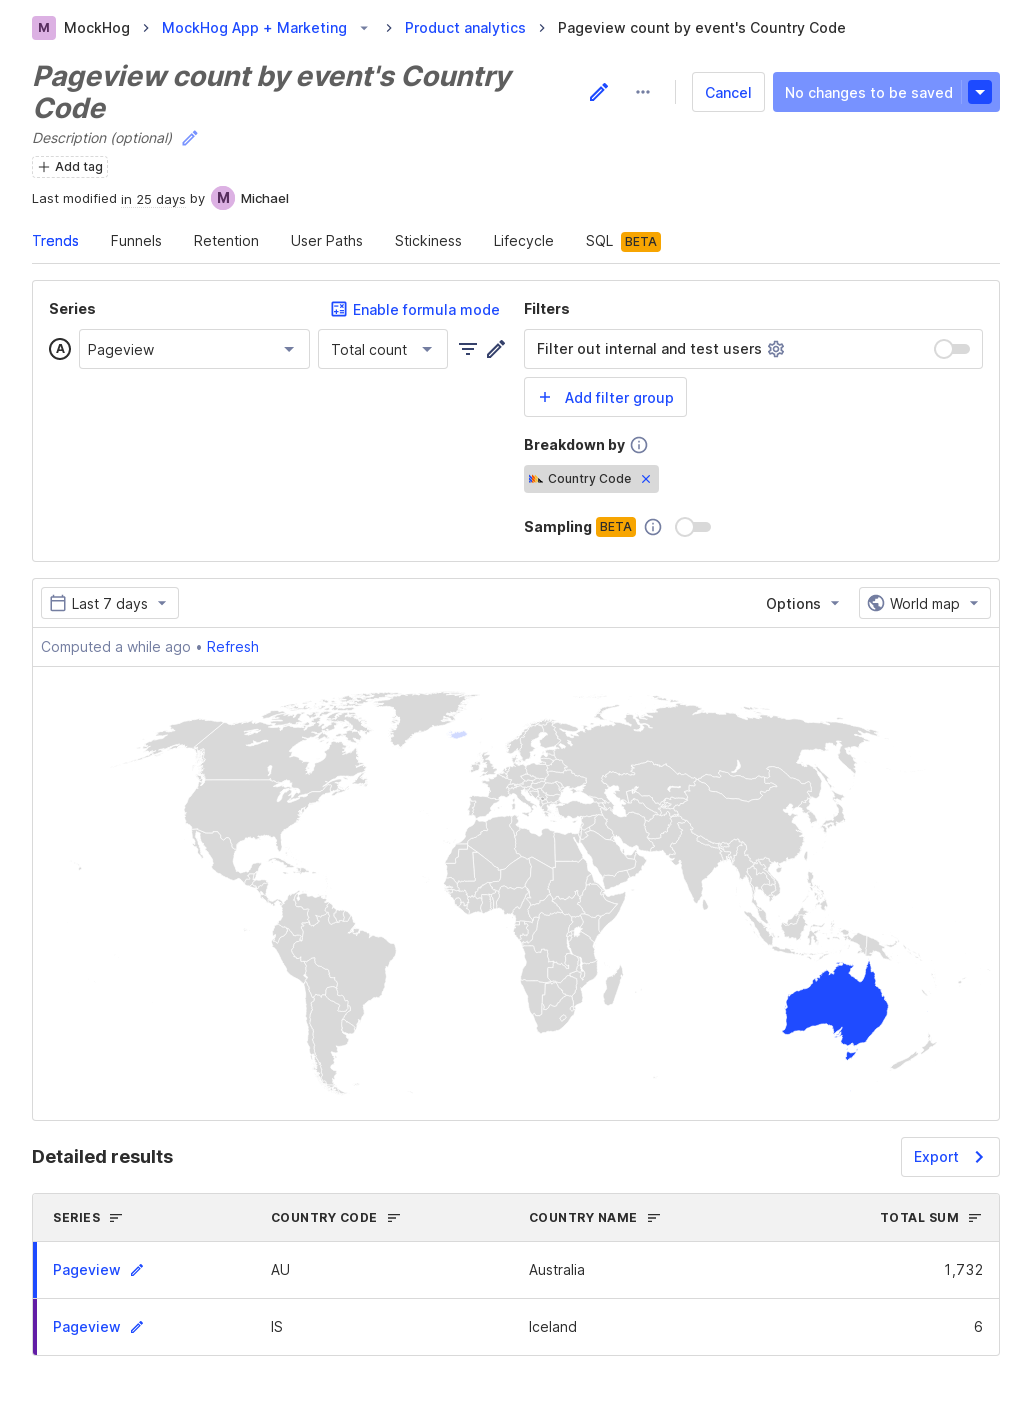 M MockHog MockHog App + Marketing Product analytics Pageview count by event's Country Code
Pageview count by event's Country
Code
Cancel
No changes to be saved
Description (optional)
Add tag
Last modified in 25 days by M Michael
Trends Funnels Retention User Paths Stickiness Lifecycle SQL BETA
Series
Enable formula mode
A Pageview Total count
Filters
Filter out internal and test users
Add filter group
Breakdown by
Country Code
Sampling BETA
Last 7 days Options World map
Computed a while ago • Refresh
Detailed results Export
SERIES COUNTRY CODE COUNTRY NAME TOTAL SUM
Pageview AU Australia 1,732
Pageview IS Iceland 6